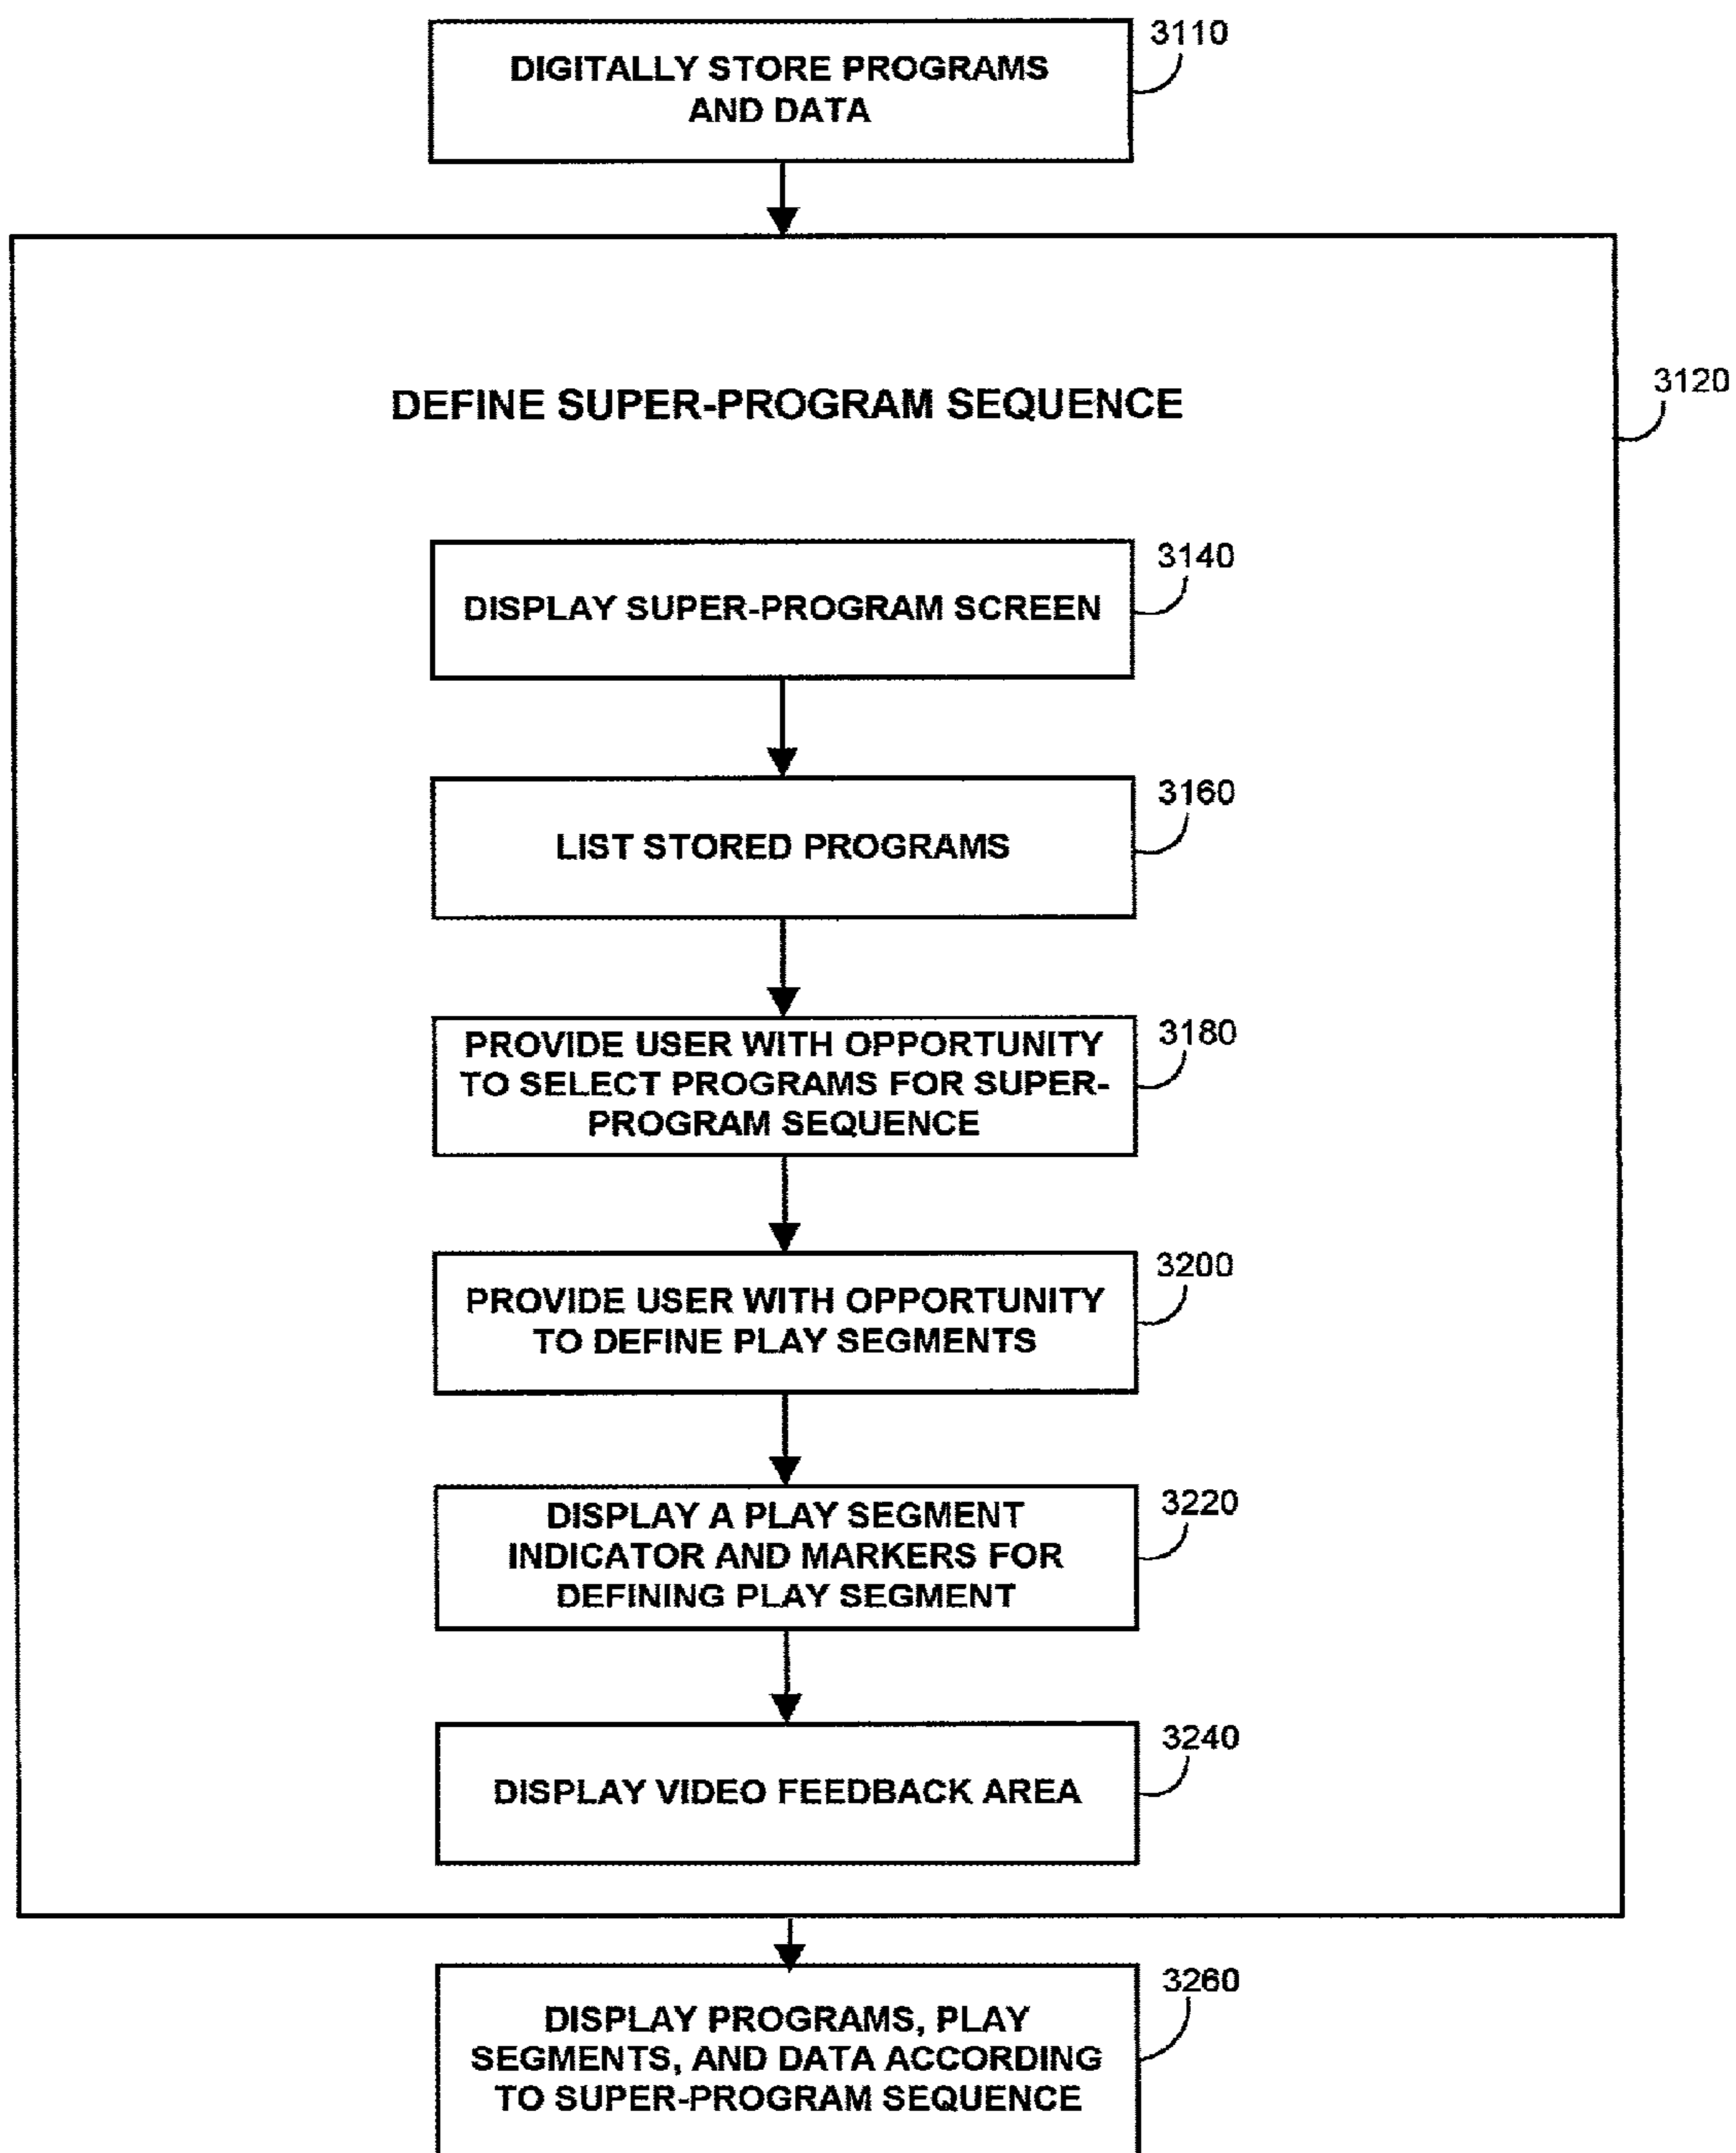 3110
DIGITALLY STORE PROGRAMS
AND DATA
3120
DEFINE SUPER-PROGRAM SEQUENCE
3140
DISPLAY SUPER-PROGRAM SCREEN
3160
LIST STORED PROGRAMS
3180
PROVIDE USER WITH OPPORTUNITY
TO SELECT PROGRAMS FOR SUPER-
PROGRAM SEQUENCE
3200
PROVIDE USER WITH OPPORTUNITY
TO DEFINE PLAY SEGMENTS
3220
DISPLAY A PLAY SEGMENT
INDICATOR AND MARKERS FOR
DEFINING PLAY SEGMENT
3240
DISPLAY VIDEO FEEDBACK AREA
3260
DISPLAY PROGRAMS, PLAY
SEGMENTS, AND DATA ACCORDING
TO SUPER-PROGRAM SEQUENCE